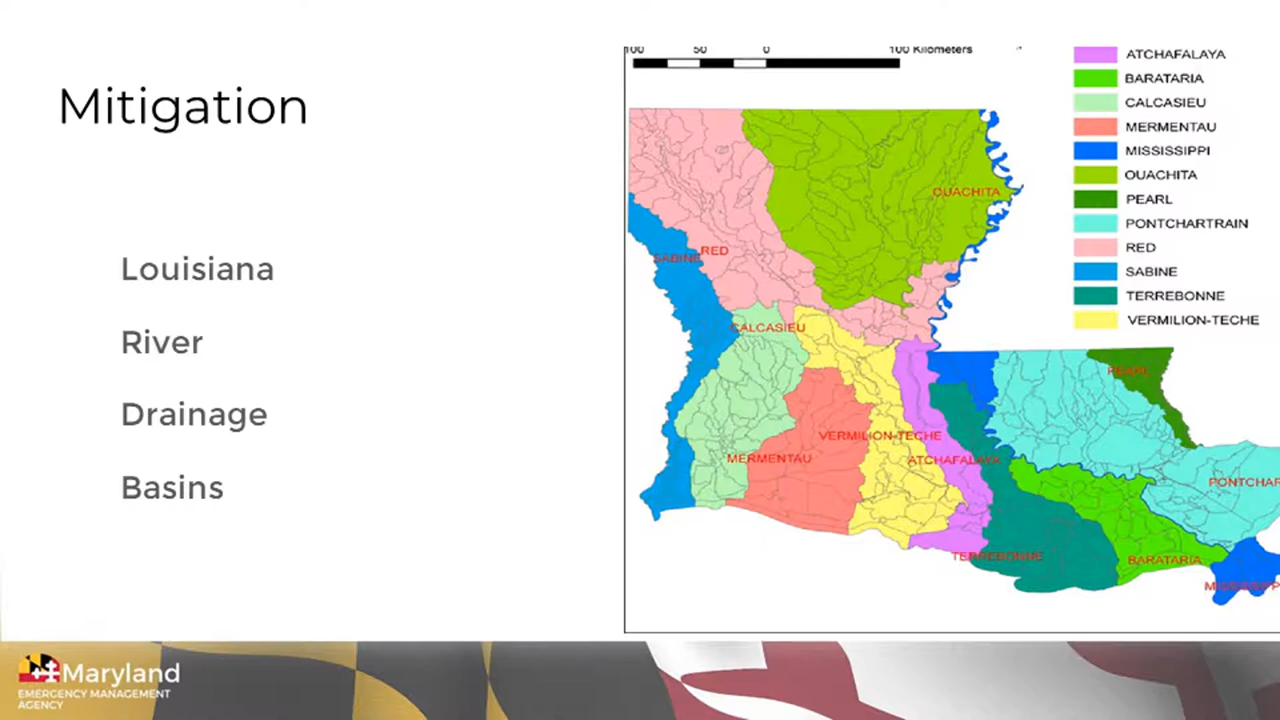 Mitigation
Louisiana
River
Drainage
Basins
100 50 0 100 Kilometers
ATCHAFALAYA
BARATARIA
CALCASIEU
MERMENTAU
MISSISSIPPI
OUACHITA
PEARL
PONTCHARTRAIN
RED
SABINE
TERREBONNE
VERMILION-TECHE
OUACHITA
RED
SABINE
CALCASIEU
PEARL
VERMILION-TECHE
MERMENTAU
ATCHAFALAYA
PONTCHAR
TERREBONNE
BARATARIA
MISSISSIPP
Maryland
EMERGENCY MANAGEMENT
AGENCY